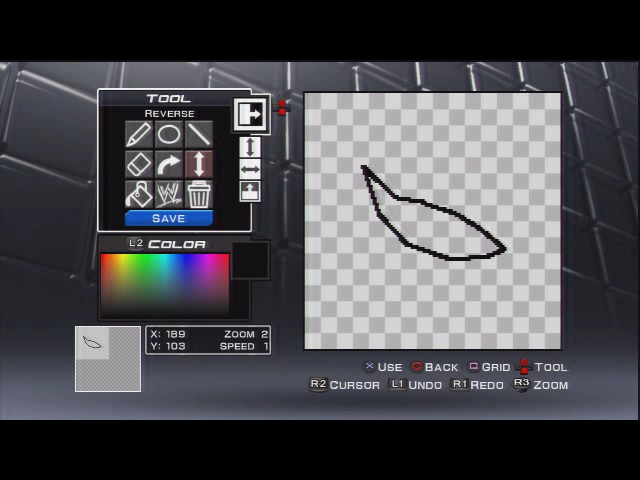 TOOL
REVERSE
SAVE
L2 COLOR
X: 189 ZOOM 2
Y: 103 SPEED 1
USE BACK GRID TOOL
R2 CURSOR L1 UNDO R1 REDO R3 ZOOM